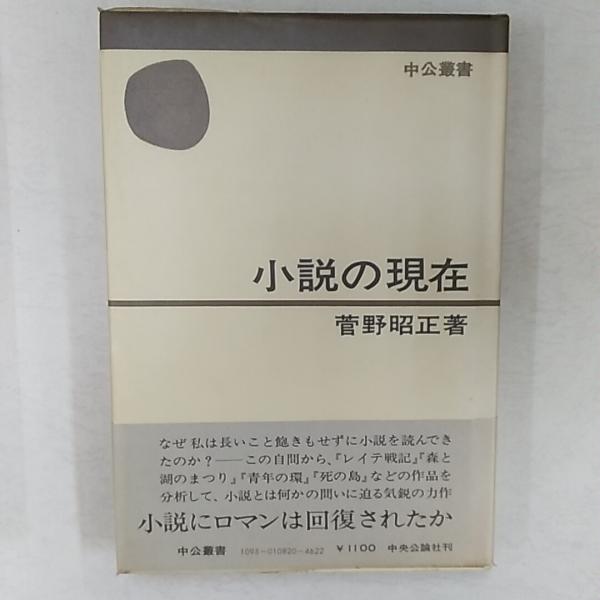 中公叢書
小説の現在
菅野昭正著
なぜ私は長いこと飽きもせずに小説を読んでき
たのか?――この自問から、『レイテ戦記』『森と
湖のまつり』『青年の環』『死の島』などの作品を
分析して、小説とは何かの問いに迫る気鋭の力作
小説にロマンは回復されたか
中公叢書 1093-010820-4622 ￥1100 中央公論社刊